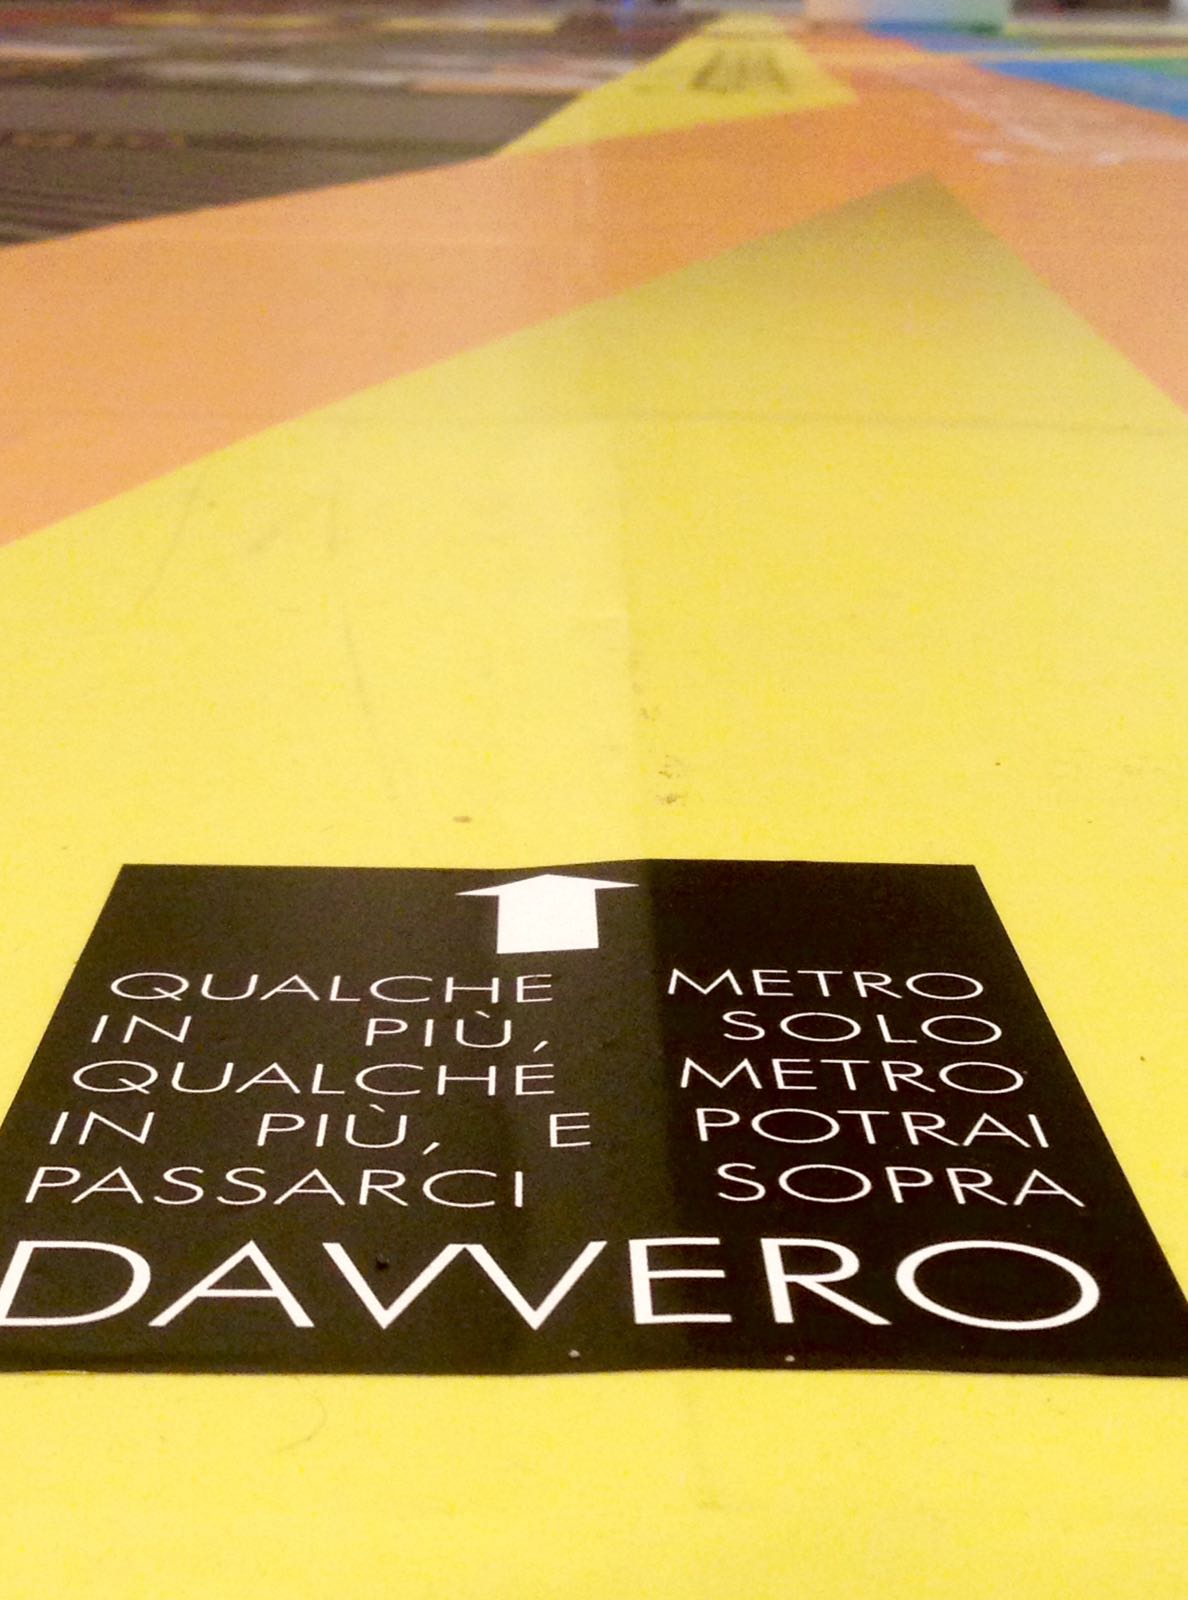 QUALCHE METRO
IN PIÙ, SOLO
QUALCHE METRO
IN PIÙ, E POTRAI
PASSARCI SOPRA
DAVVERO